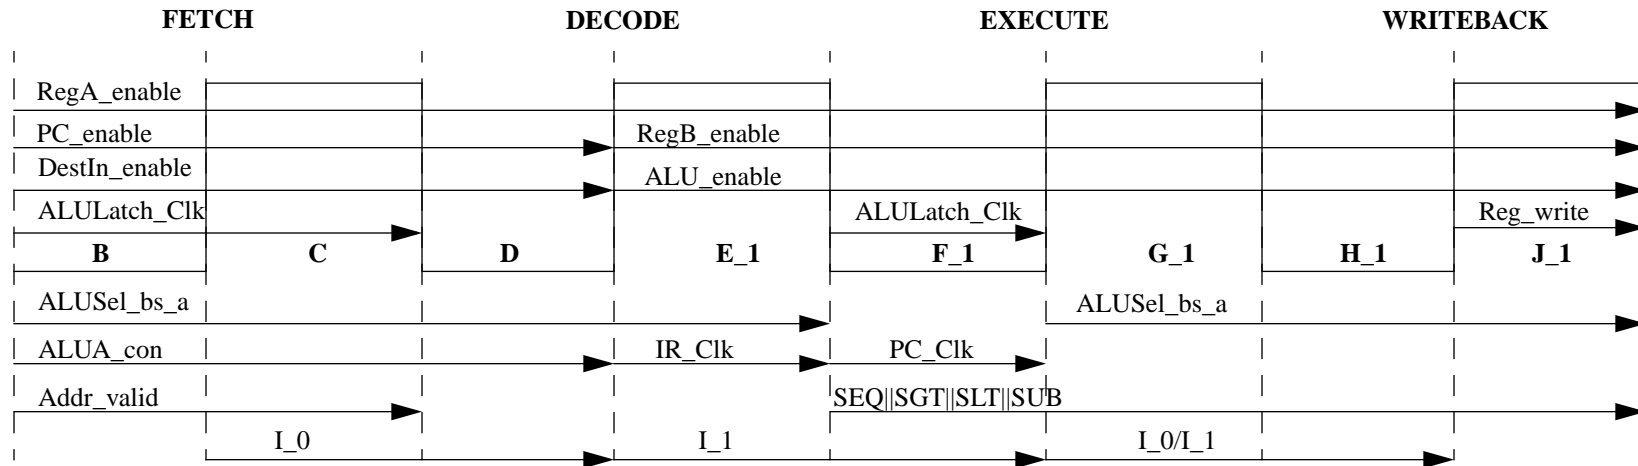 FETCH DECODE EXECUTE WRITEBACK
RegA_enable
PC_enable RegB_enable
DestIn_enable ALU_enable
ALULatch_Clk ALULatch_Clk Reg_write
B C D E_1 F_1 G_1 H_1 J_1
ALUSel_bs_a ALUSel_bs_a
ALUA_con IR_Clk PC_Clk
Addr_valid SEQ||SGT||SLT||SUB
I_0 I_1 I_0/I_1